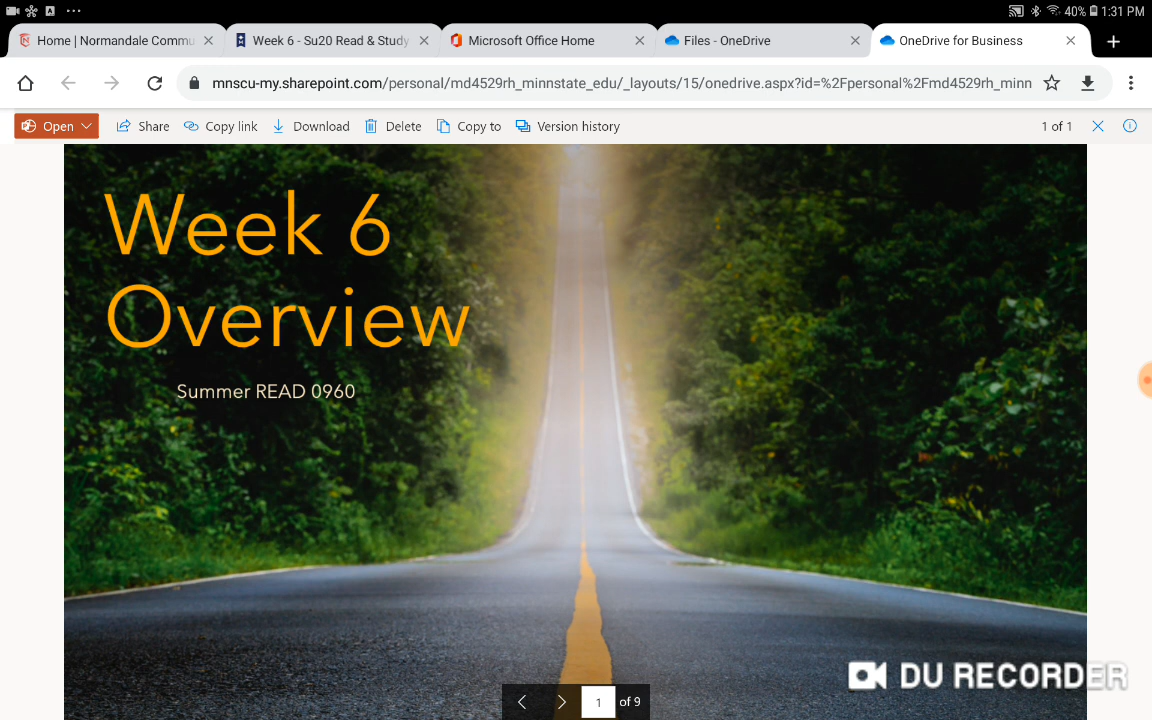 40% 1:31 PM
Home | Normandale Commu
Week 6 - Su20 Read & Study
Microsoft Office Home
Files - OneDrive
OneDrive for Business
mnscu-my.sharepoint.com/personal/md4529rh_minnstate_edu/_layouts/15/onedrive.aspx?id=%2Fpersonal%2Fmd4529rh_minn
Open Share Copy link Download Delete Copy to Version history 1 of 1
Week 6
Overview
Summer READ 0960
DU RECORDER
1 of 9